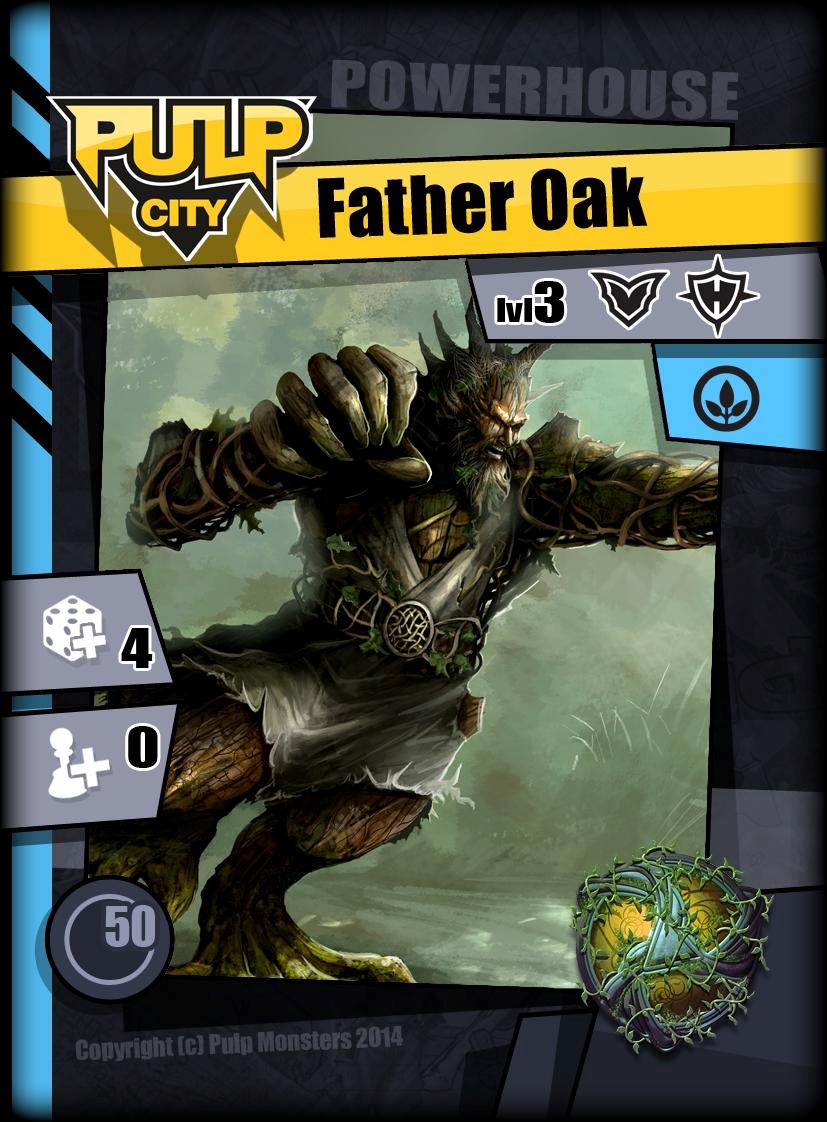 POWERHOUSE
PULP
CITY
Father Oak
lvl3
H
4
0
50
Copyright (c) Pulp Monsters 2014